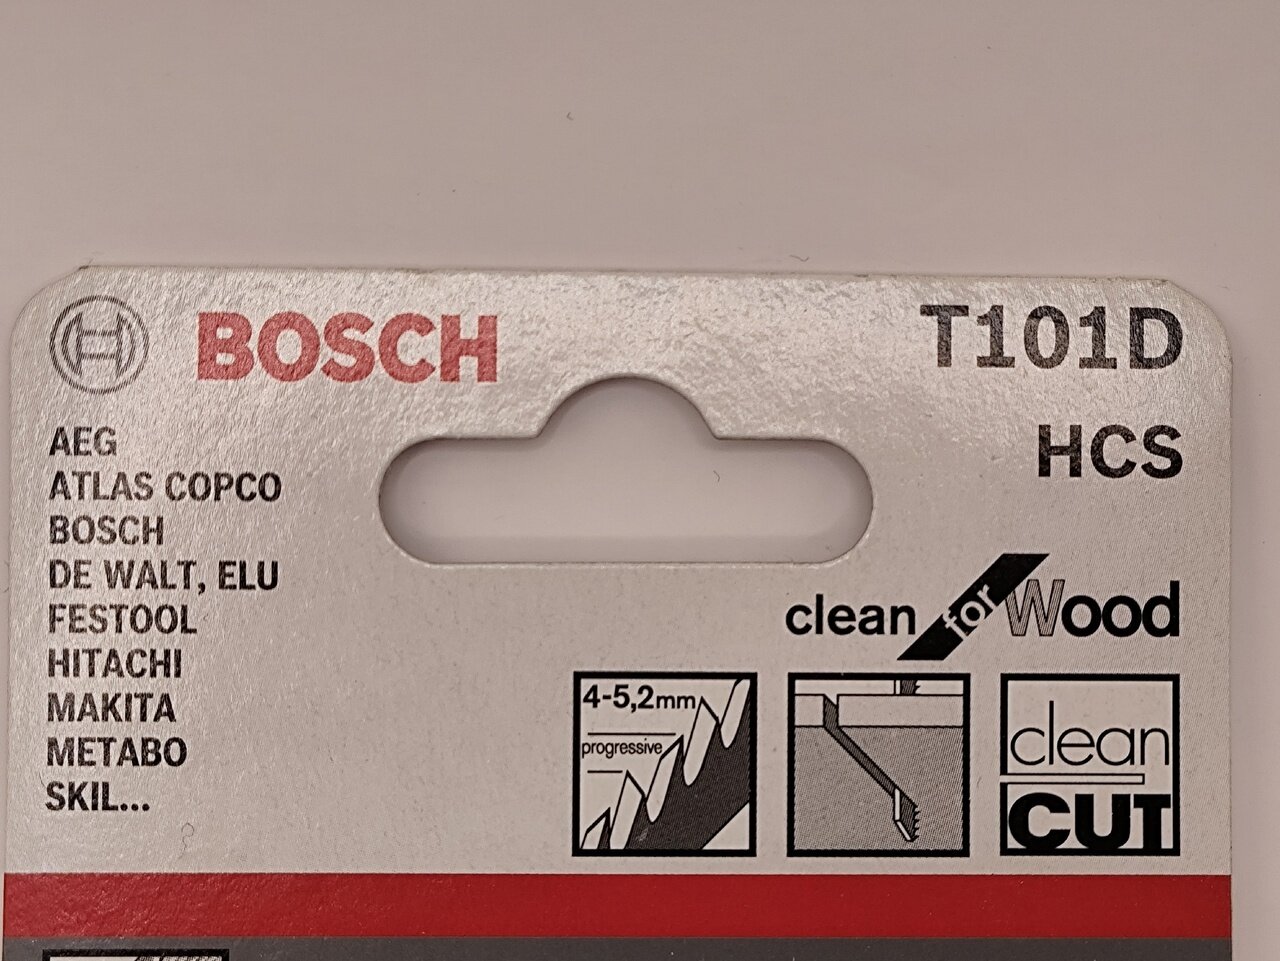 BOSCH
T101D
HCS
AEG
ATLAS COPCO
BOSCH
DE WALT, ELU
FESTOOL
HITACHI
MAKITA
METABO
SKIL...
clean for Wood
4-5,2mm
progressive
clean
CUT